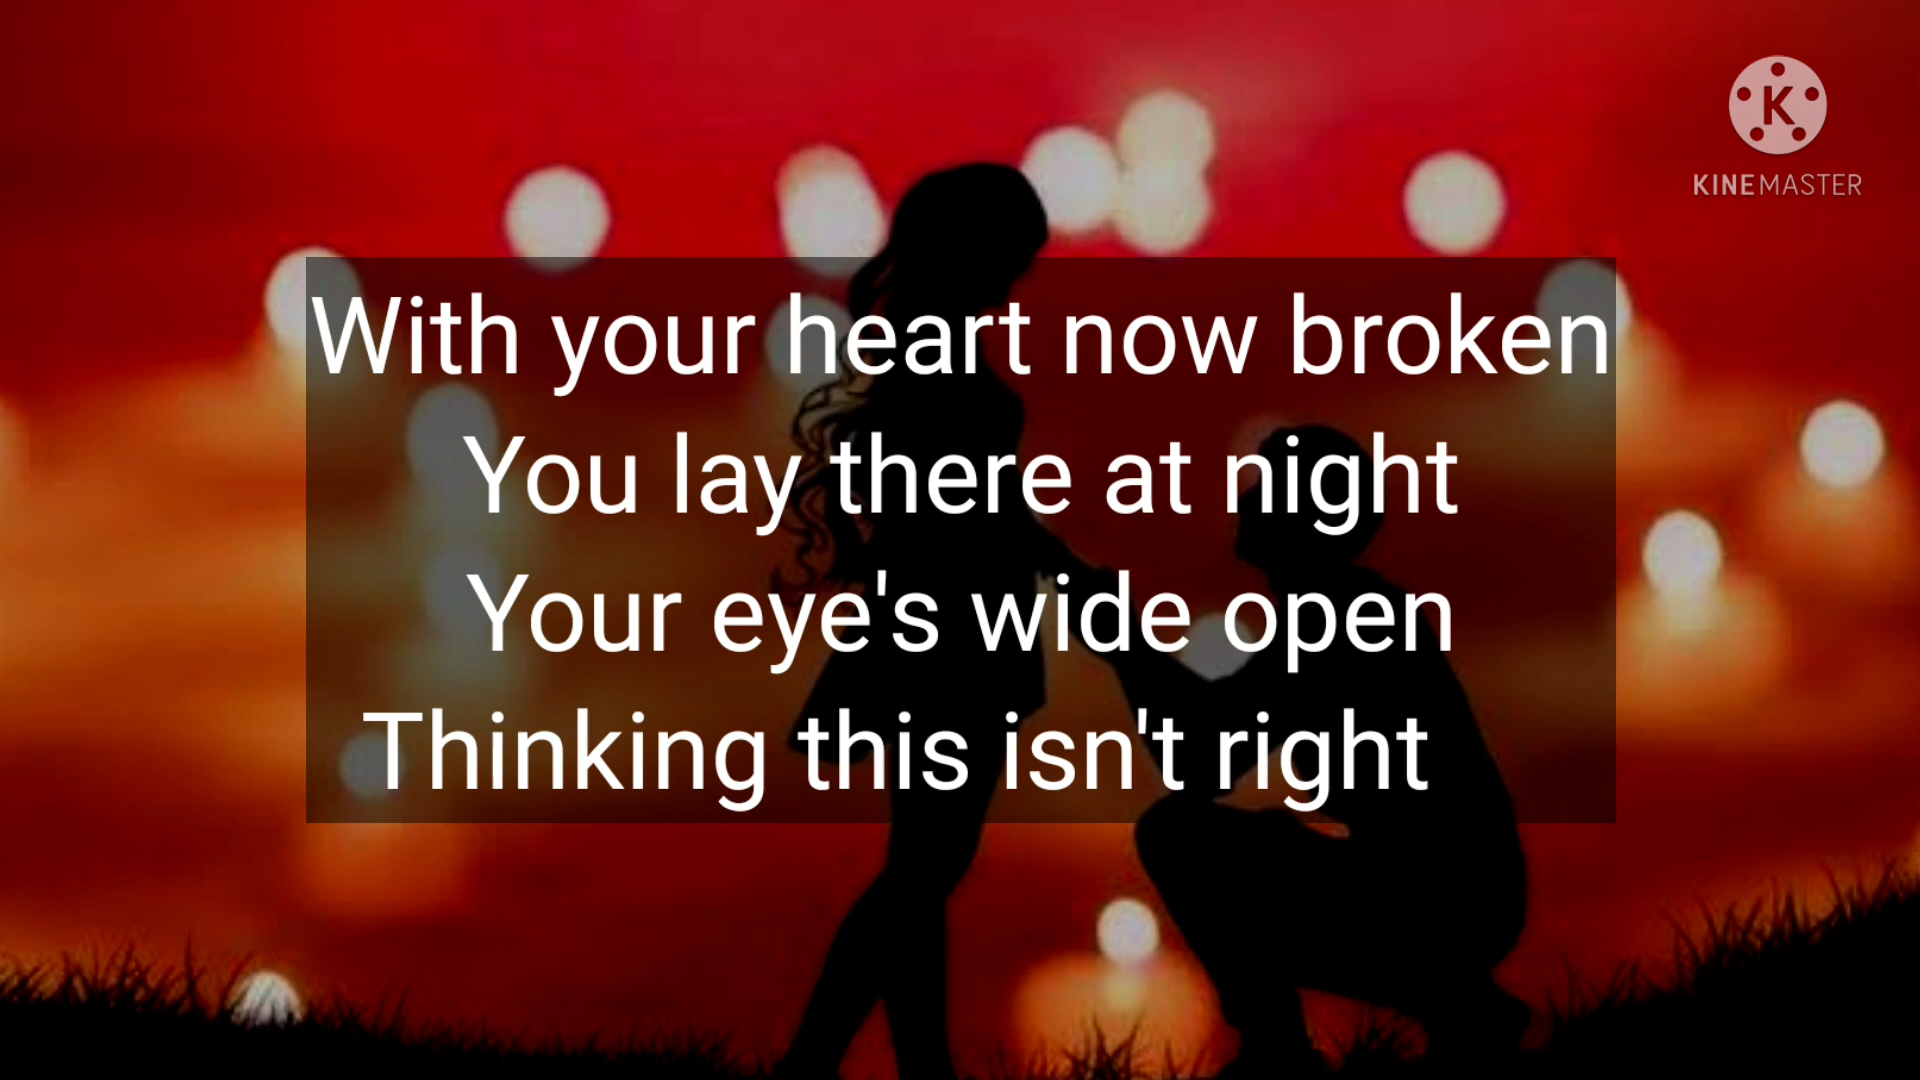 K
KINEMASTER
With your heart now broken
You lay there at night
Your eye's wide open
Thinking this isn't right